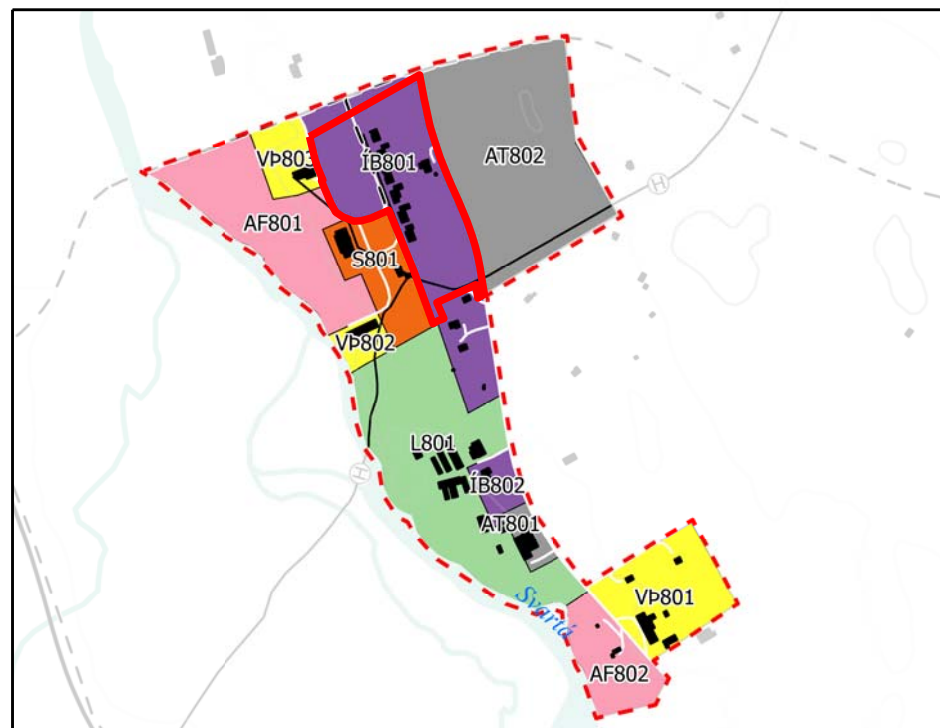 VÞ803
ÍB801
AT802
AF801
S801
H
VÞ802
L801
H
ÍB802
AT801
VÞ801
Svartá
AF802